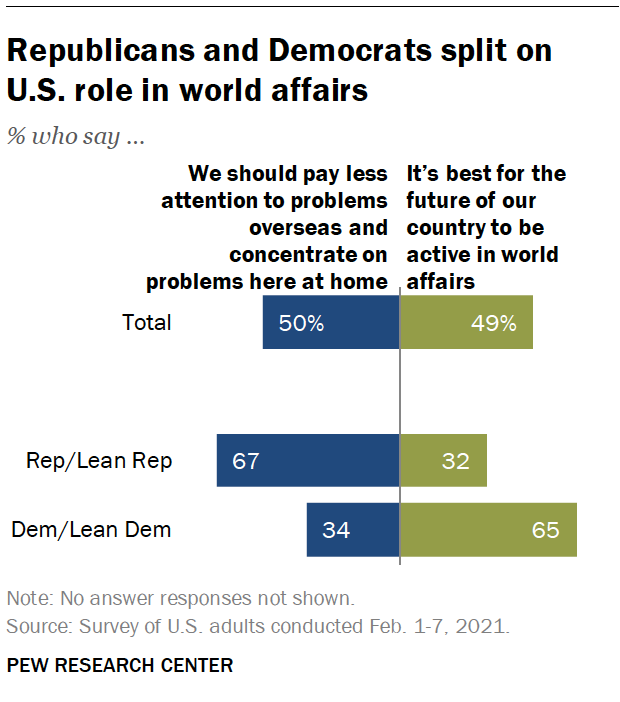 Republicans and Democrats split on
U.S. role in world affairs
% who say ...
We should pay less
attention to problems
overseas and
concentrate on
problems here at home
It's best for the
future of our
country to be
active in world
affairs
Total 50% 49%
Rep/Lean Rep 67 32
Dem/Lean Dem 34 65
Note: No answer responses not shown.
Source: Survey of U.S. adults conducted Feb. 1-7, 2021.
PEW RESEARCH CENTER